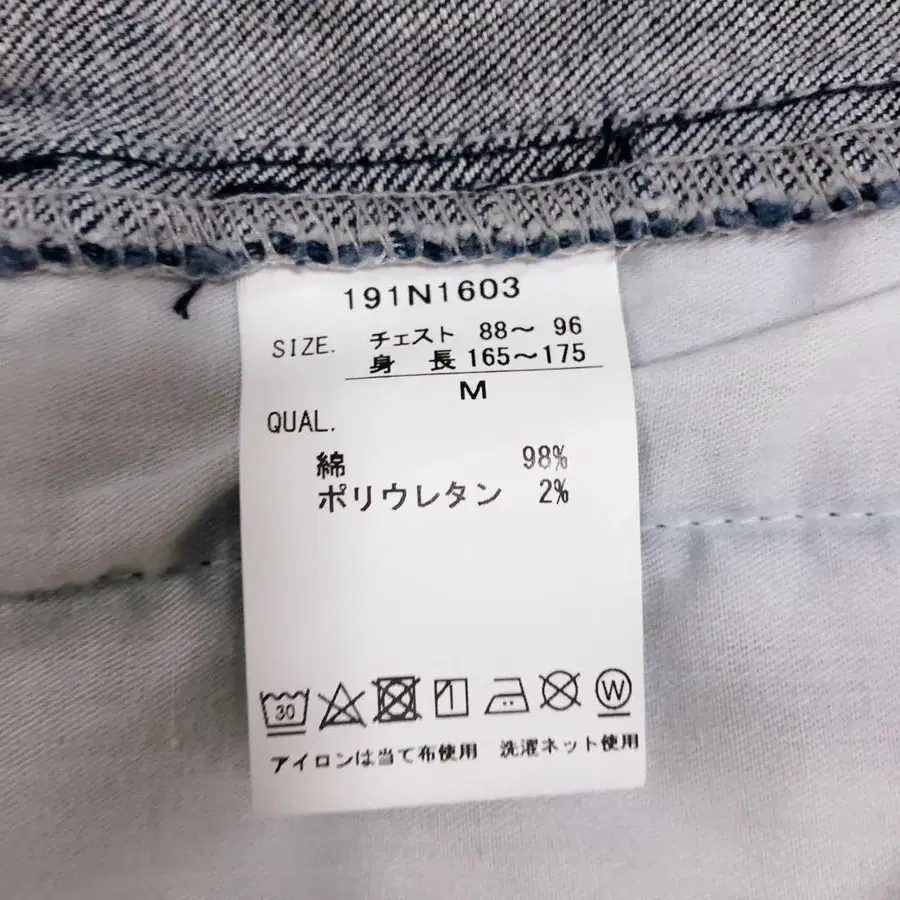 191N1603
SIZE. チェスト 88～ 96
身 長 165～175
M
QUAL.
綿 98%
ポリウレタン 2%
30 W
アイロンは当て布使用 洗濯ネット使用